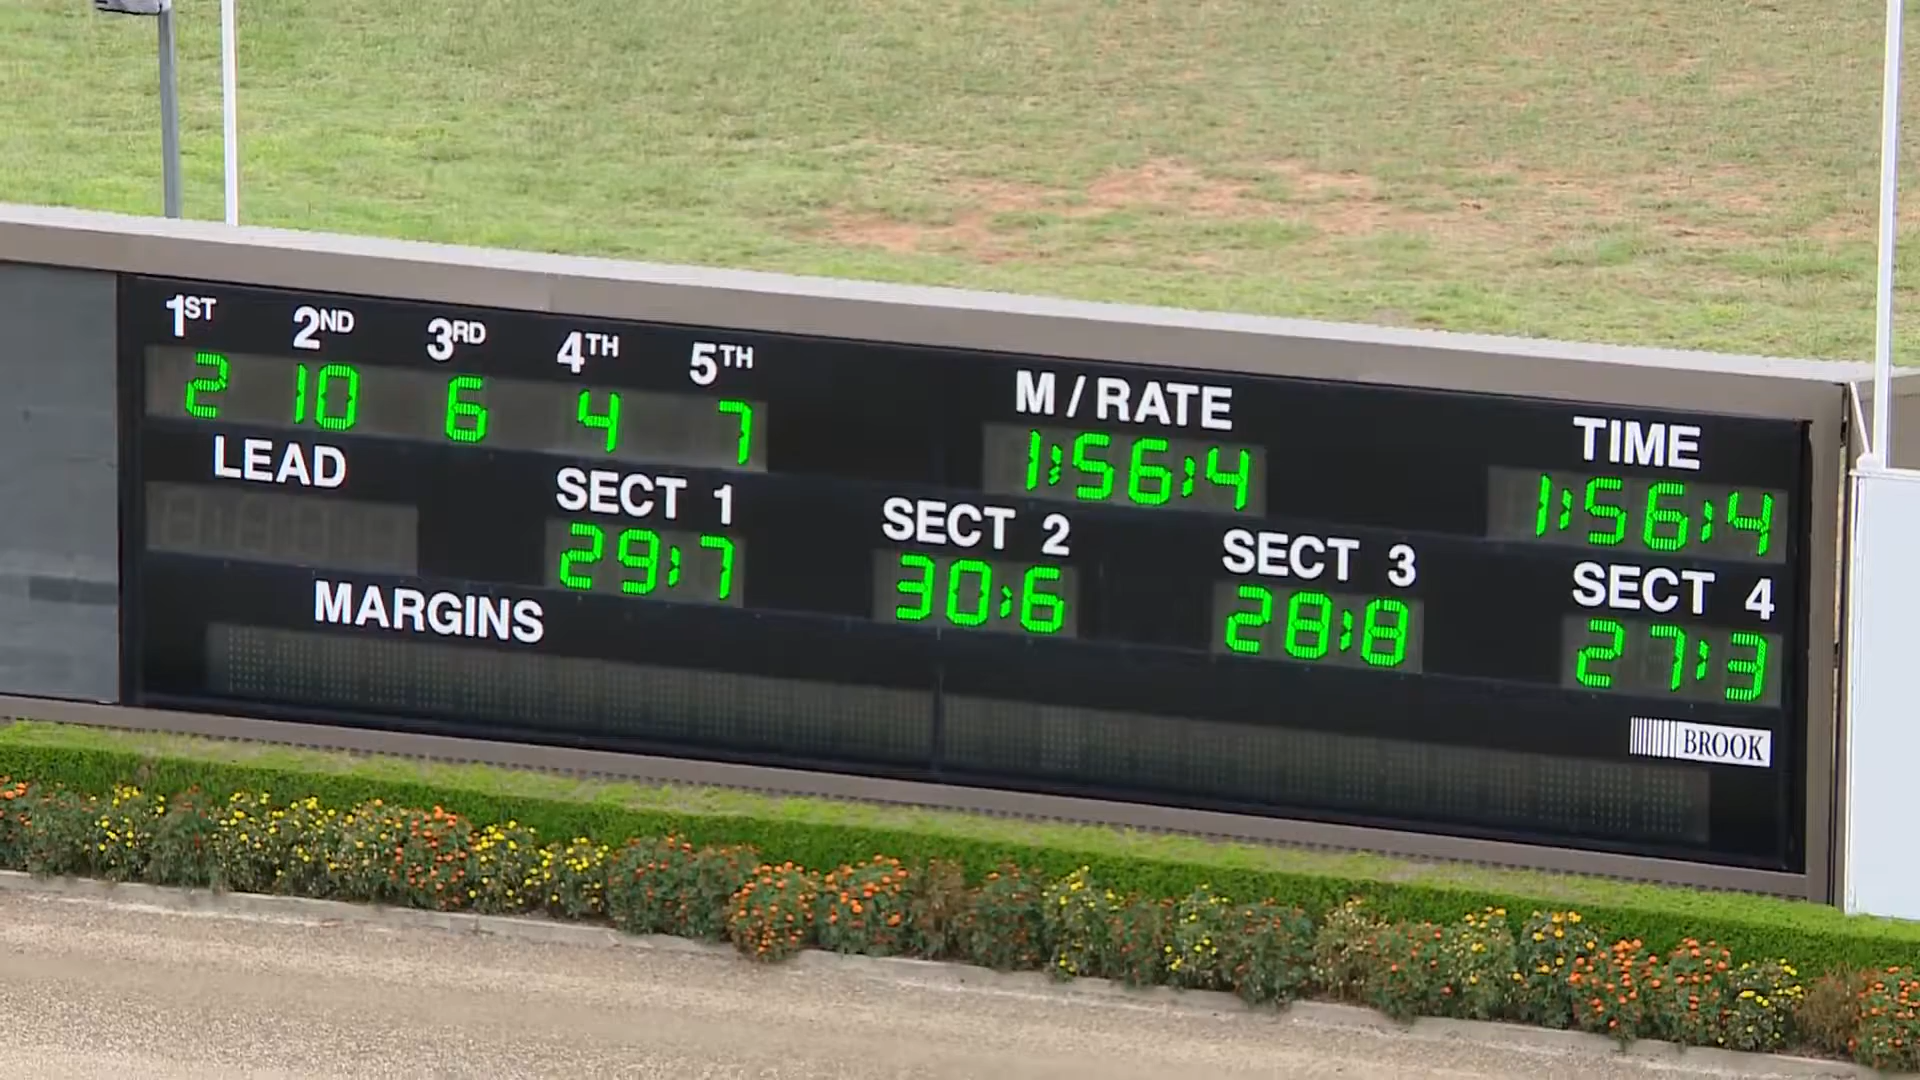 1ST 2ND 3RD 4TH 5TH
2 10 6 4 7
M/RATE
1:56:4
TIME
1:56:4
LEAD
SECT 1
29:7
SECT 2
30:6
SECT 3
28:8
SECT 4
27:3
MARGINS
BROOK